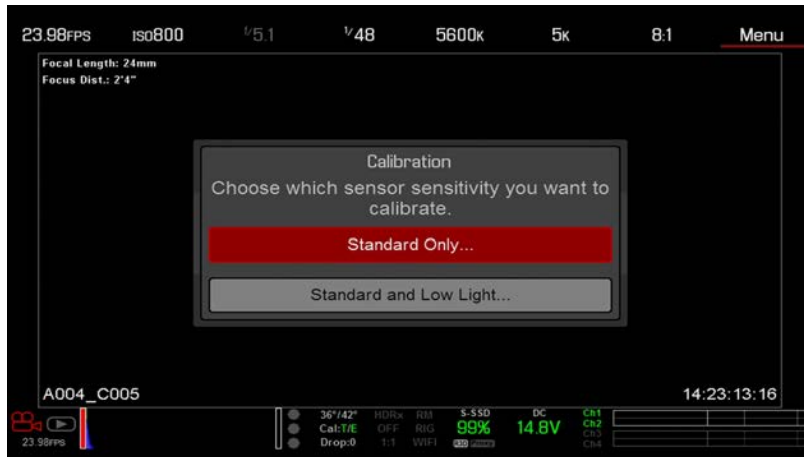 23.98FPS ISO800 f/5.1 1/48 5600K 5K 8:1 Menu
Focal Length: 24mm
Focus Dist.: 2'4"
Calibration
Choose which sensor sensitivity you want to
calibrate.
Standard Only...
Standard and Low Light...
A004_C005 14:23:13:16
36°/42° HDRx RM S-SSD DC Ch1
Cal:T/E OFF RIG 99% 14.8V Ch2
Drop:0 1:1 WIFI R3D Ch3
23.98FPS Ch4